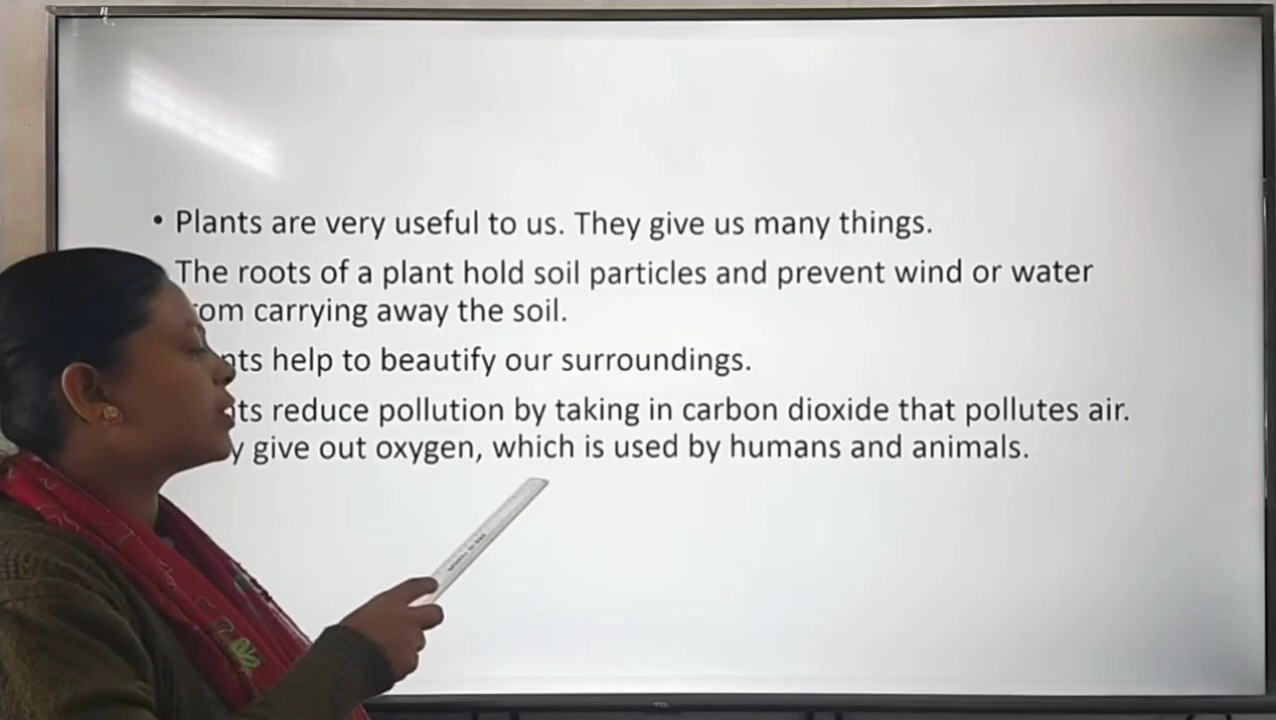 • Plants are very useful to us. They give us many things.
The roots of a plant hold soil particles and prevent wind or water
om carrying away the soil.
nts help to beautify our surroundings.
ts reduce pollution by taking in carbon dioxide that pollutes air.
y give out oxygen, which is used by humans and animals.
TCL